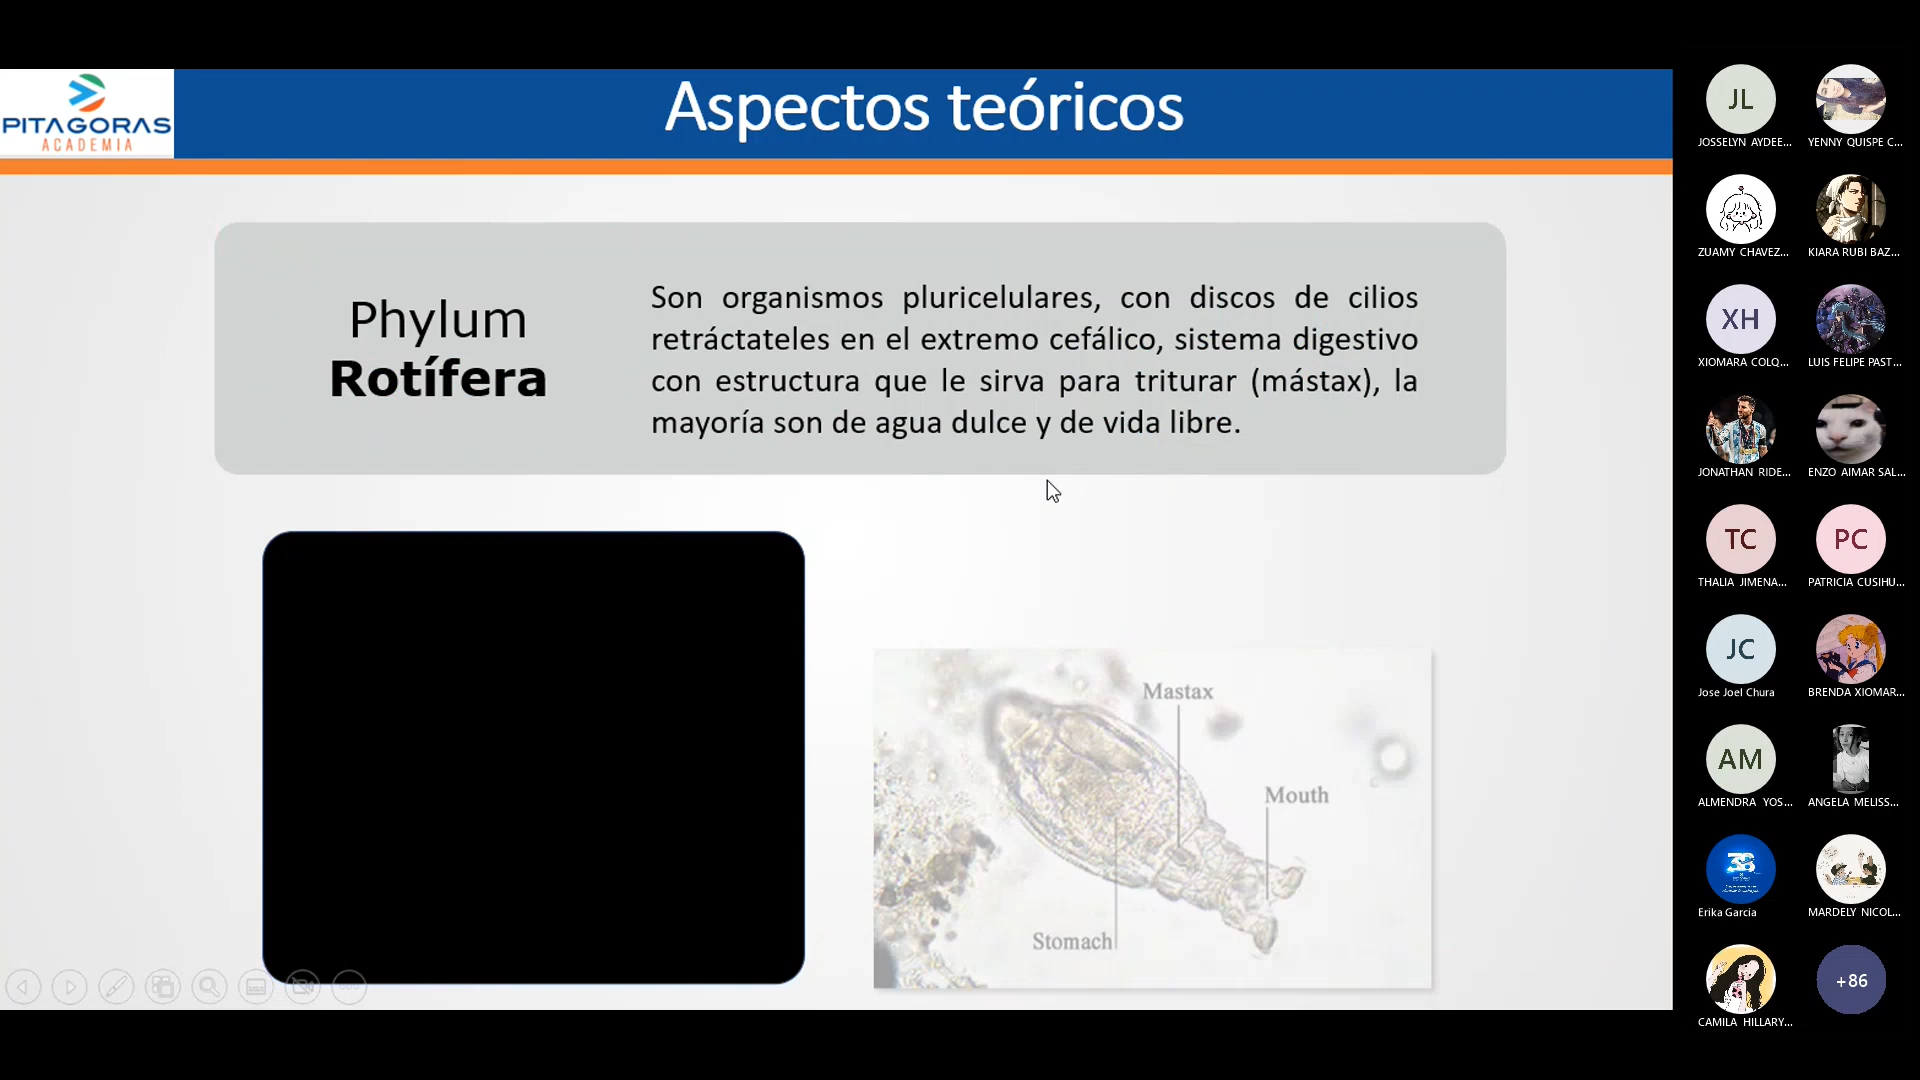 PITAGORAS
ACADEMIA
Aspectos teóricos
Phylum
Rotífera
Son organismos pluricelulares, con discos de cilios
retráctateles en el extremo cefálico, sistema digestivo
con estructura que le sirva para triturar (mástax), la
mayoría son de agua dulce y de vida libre.
Mastax
Mouth
Stomach
JL
JOSSELYN AYDEE...
YENNY QUISPE C...
ZUAMY CHAVEZ...
KIARA RUBI BAZ...
XH
XIOMARA COLQ...
LUIS FELIPE PAST...
JONATHAN RIDE...
ENZO AIMAR SAL...
TC
THALIA JIMENA...
PC
PATRICIA CUSIHU...
JC
Jose Joel Chura
BRENDA XIOMAR...
AM
ALMENDRA YOS...
ANGELA MELISS...
38
Erika García
MARDELY NICOL...
CAMILA HILLARY...
+86